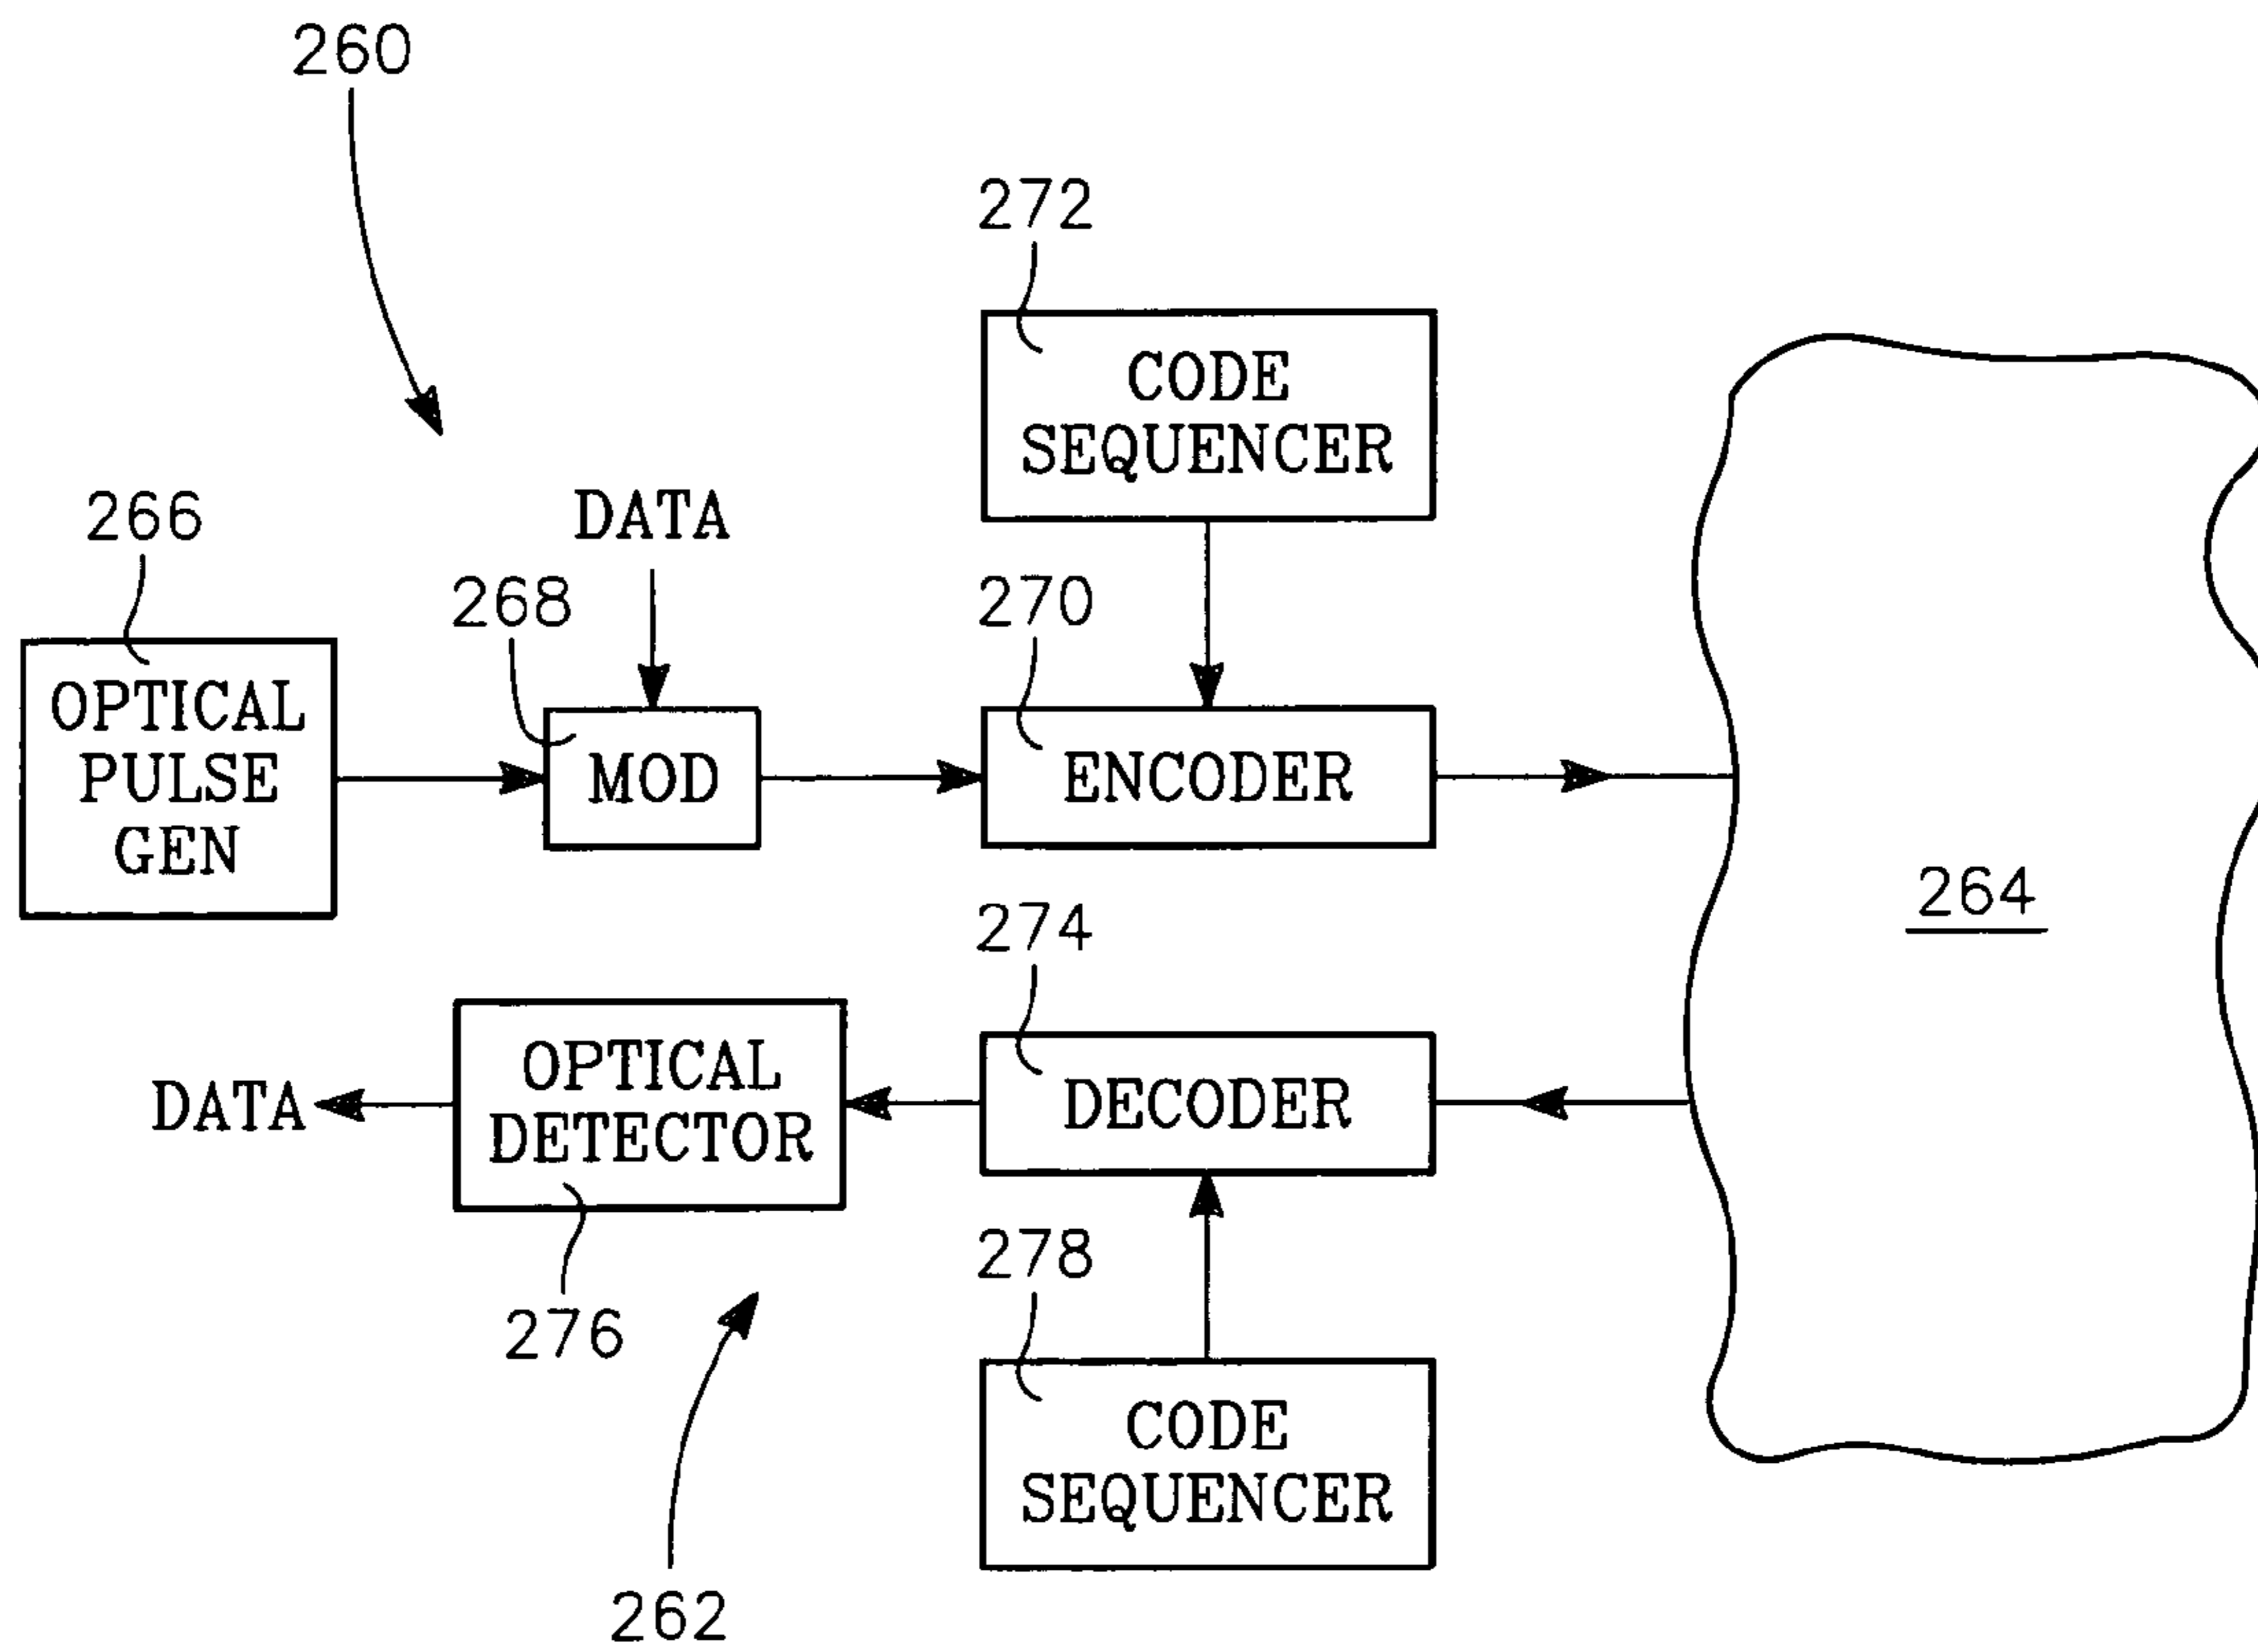 260
272
CODE
SEQUENCER
266
DATA
268
270
OPTICAL
PULSE
GEN
MOD
ENCODER
264
274
OPTICAL
DETECTOR
DATA
DECODER
278
276
CODE
SEQUENCER
262